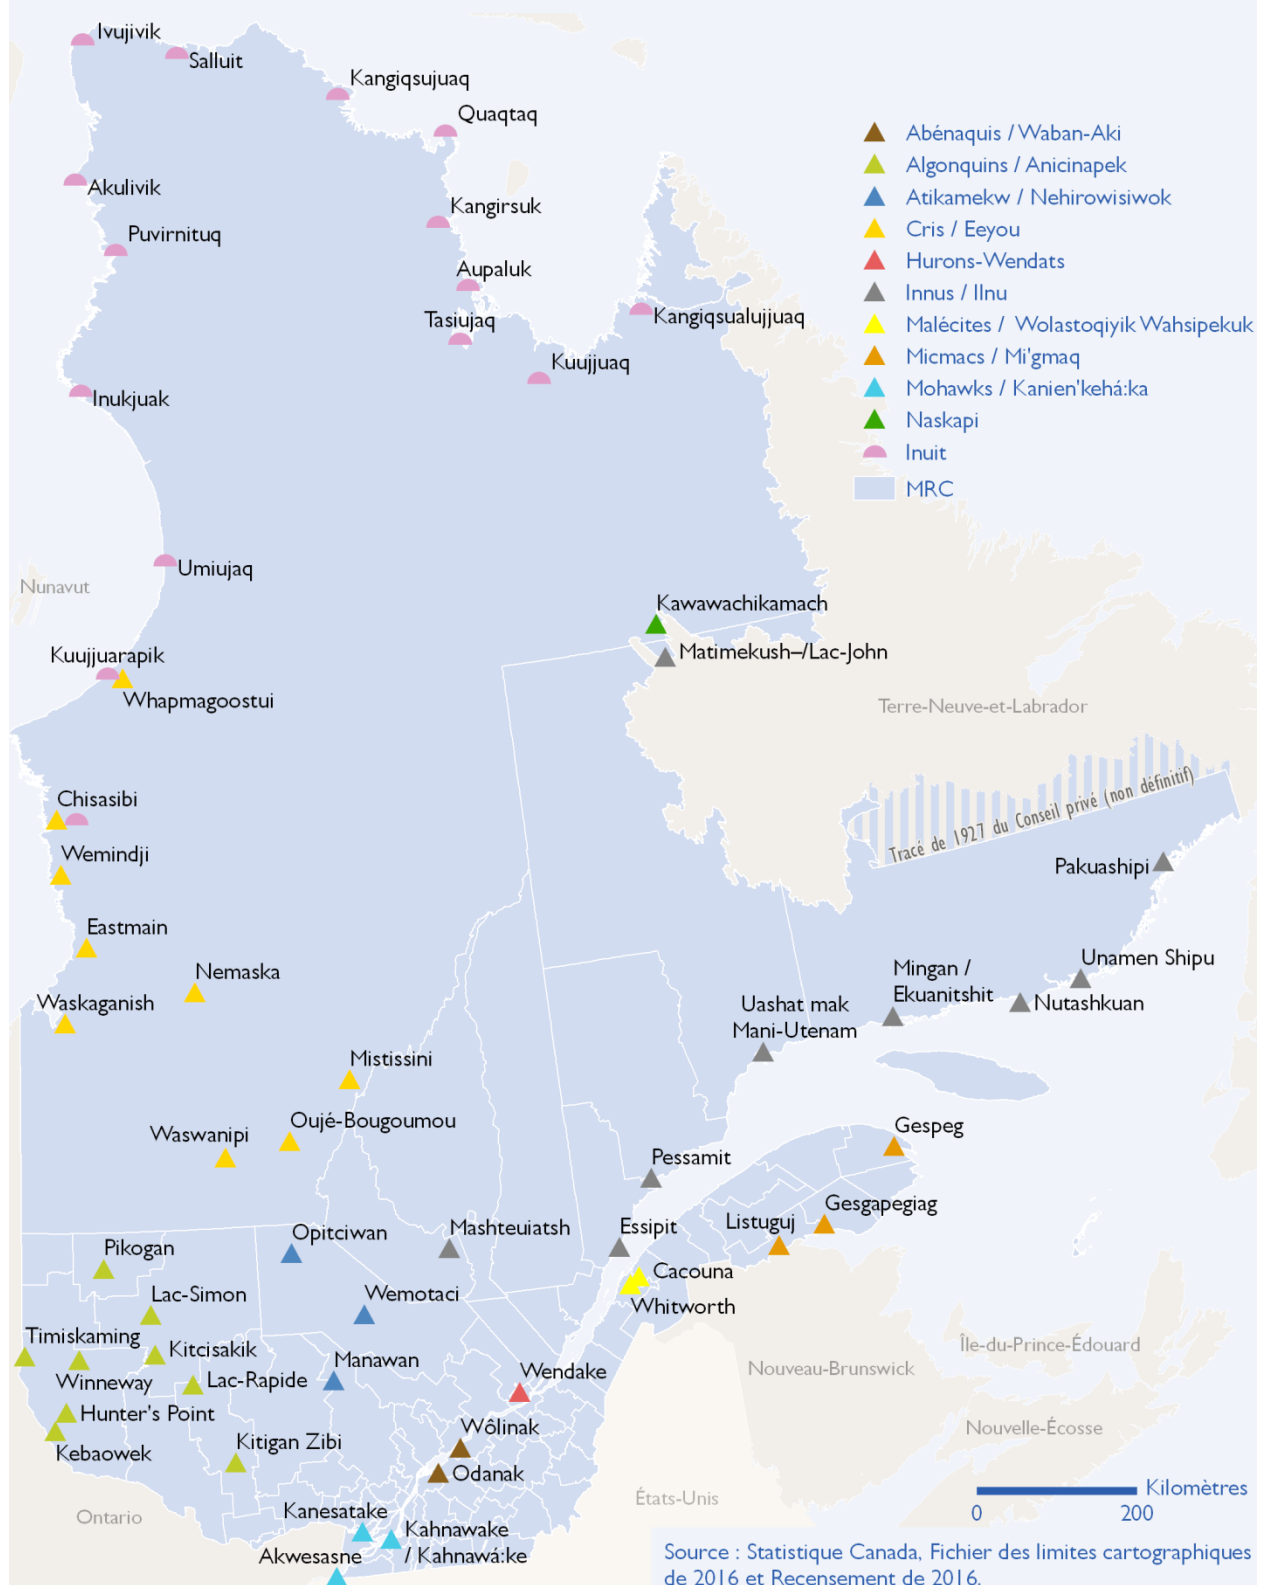 Ivujivik
Salluit
Kangiqsujuaq
Quaqtaq
Akulivik
Kangirsuk
Puvirnituq
Aupaluk
Tasiujaq
Kangiqsualujjuaq
Kuujjuaq
Inukjuak
Abénaquis / Waban-Aki
Algonquins / Anicinapek
Atikamekw / Nehirowisiwok
Cris / Eeyou
Hurons-Wendats
Innus / Ilnu
Malécites / Wolastoqiyik Wahsipekuk
Micmacs / Mi'gmaq
Mohawks / Kanien'kehá:ka
Naskapi
Inuit
MRC
Umiujaq
Nunavut
Kawawachikamach
Matimekush–/Lac-John
Kuujjuarapik
Whapmagoostui
Terre-Neuve-et-Labrador
Tracé de 1927 du Conseil privé (non définitif)
Chisasibi
Wemindji
Pakuashipi
Eastmain
Nemaska
Waskaganish
Mingan /
Ekuanitshit
Unamen Shipu
Nutashkuan
Uashat mak
Mani-Utenam
Mistissini
Oujé-Bougoumou
Waswanipi
Gespeg
Pessamit
Gesgapegiag
Listuguj
Essipit
Mashteuiatsh
Opitciwan
Pikogan
Cacouna
Whitworth
Wemotaci
Lac-Simon
Timiskaming
Kitcisakik
Winneway
Lac-Rapide
Manawan
Wendake
Hunter's Point
Kebaowek
Kitigan Zibi
Wôlinak
Odanak
Île-du-Prince-Édouard
Nouveau-Brunswick
Nouvelle-Écosse
États-Unis
Ontario
Kanesatake
Kahnawake
/ Kahnawá:ke
Akwesasne
Kilomètres
0 200
Source : Statistique Canada, Fichier des limites cartographiques
de 2016 et Recensement de 2016.